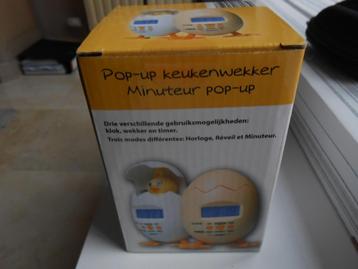 Pop-up keukenwekker
Minuteur pop-up
Drie verschillende gebruiksmogelijkheden:
klok, wekker en timer.
Trois modes différentes: Horloge, Réveil et Minuteur.